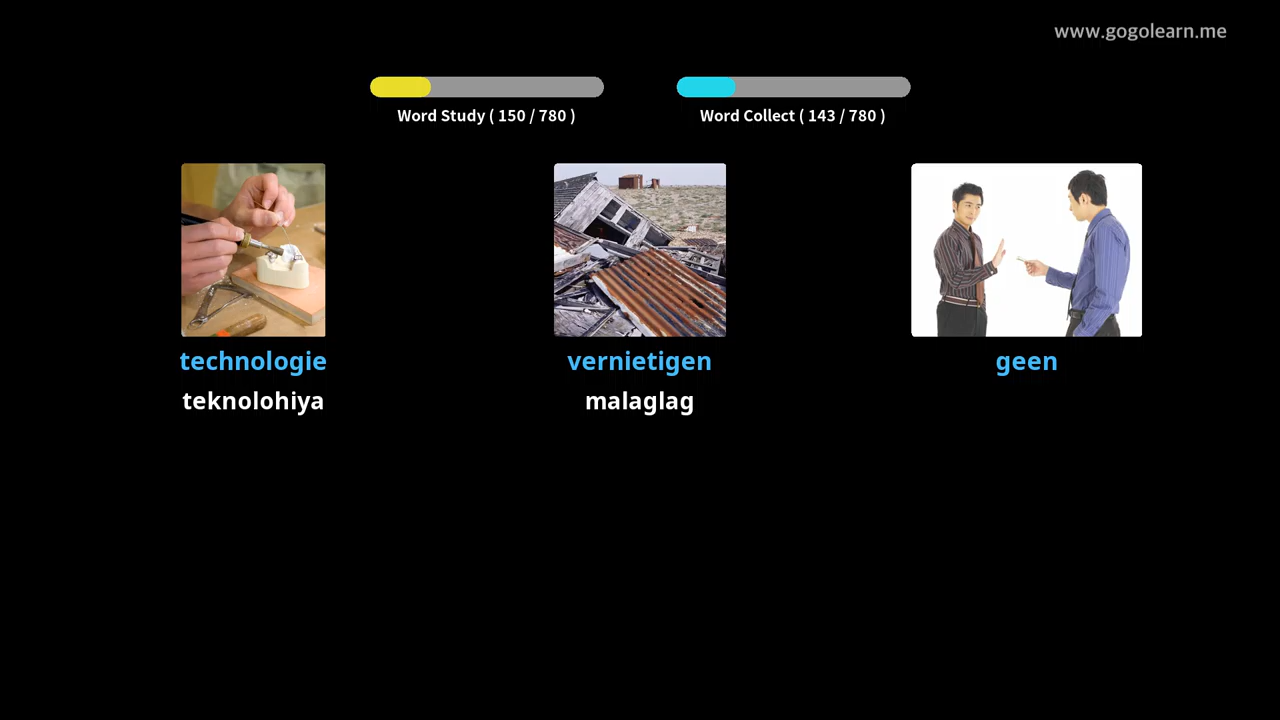 www.gogolearn.me
Word Study ( 150 / 780 )
Word Collect ( 143 / 780 )
technologie
teknolohiya
vernietigen
malaglag
geen